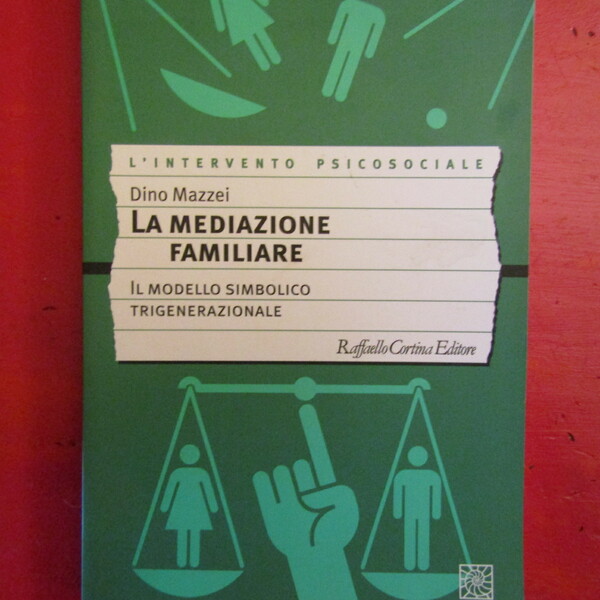 L'INTERVENTO PSICOSOCIALE
Dino Mazzei
LA MEDIAZIONE
FAMILIARE
IL MODELLO SIMBOLICO
TRIGENERAZIONALE
Raffaello Cortina Editore